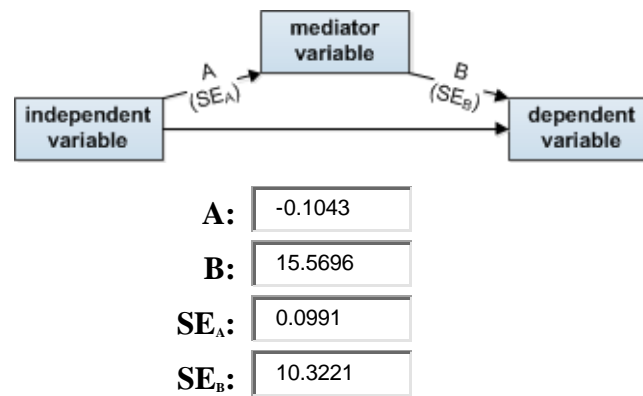 mediator
variable
A
(SEA)
B
(SEB)
independent
variable
dependent
variable
A: -0.1043
B: 15.5696
SEA: 0.0991
SEB: 10.3221